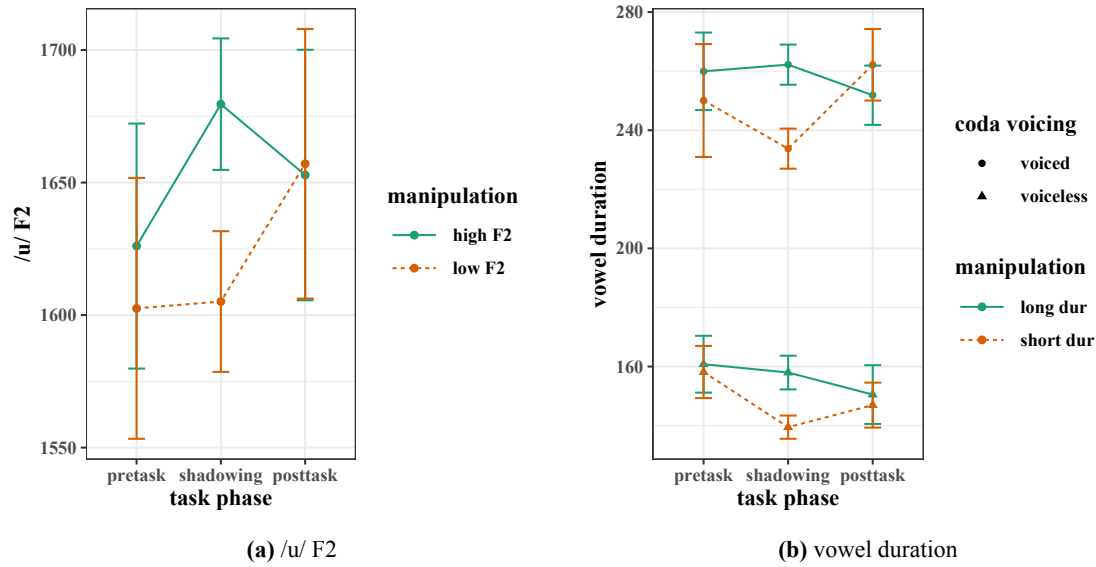 1700
1650
1600
1550
/u/ F2
pretask shadowing posttask
task phase
manipulation
high F2
low F2
(a) /u/ F2
280
240
200
160
vowel duration
pretask shadowing posttask
task phase
coda voicing
voiced
voiceless
manipulation
long dur
short dur
(b) vowel duration